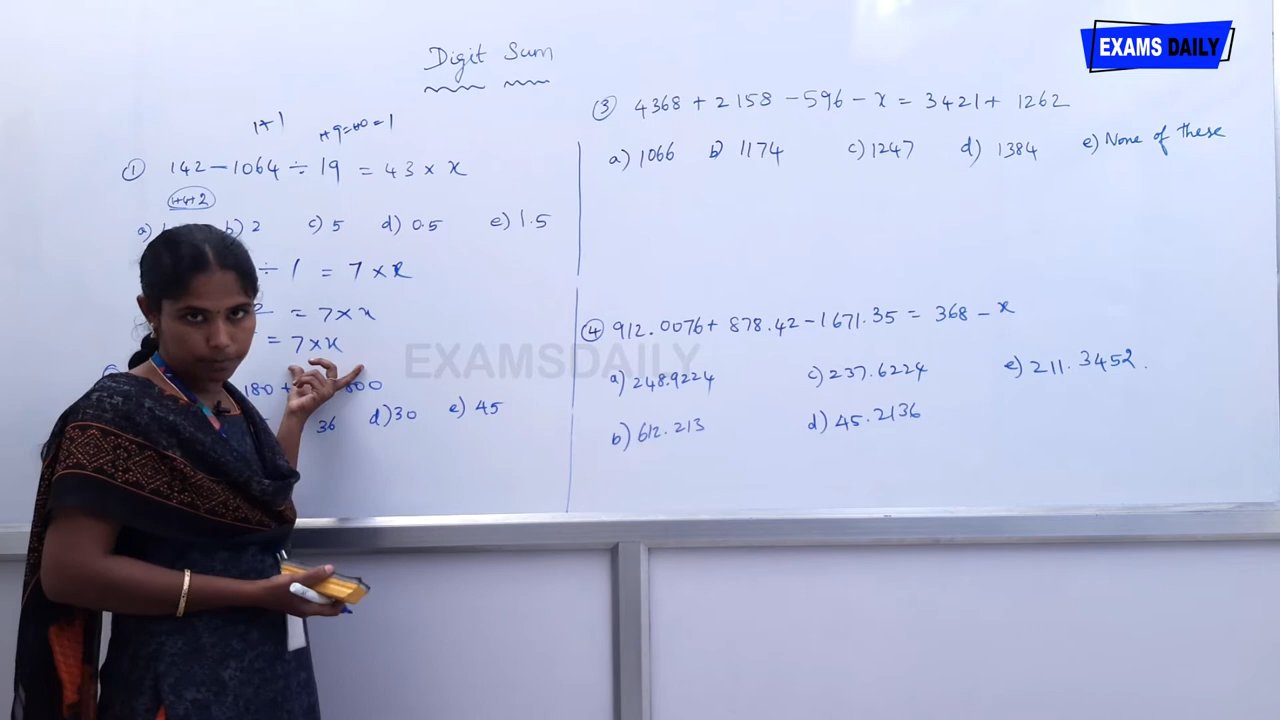 EXAMS DAILY
Digit Sum
1+1
+9=10=1
① 142 - 1064 ÷ 19 = 43 × x
1+4+2
a) b) 2 c) 5 d) 0.5 e) 1.5
÷ 1 = 7 × x
= 7 × x
= 7 × x
180 +
36 d) 30 e) 45
③ 4368 + 2158 - 596 - x = 3421 + 1262
a) 1066 b) 1174 c) 1247 d) 1384 e) None of these
④ 912.0076 + 878.42 - 1671.35 = 368 - x
a) 248.9224 c) 237.6224 e) 211.3452.
b) 612.213 d) 45.2136
EXAMSDAILY